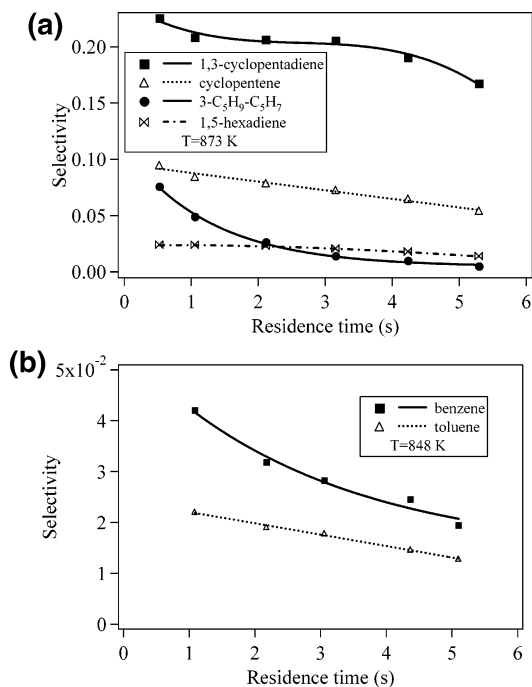 (a)
0.20
0.15
0.10
0.05
0.00
Selectivity
1,3-cyclopentadiene
cyclopentene
3-C₅H₉-C₅H₇
1,5-hexadiene
T=873 K
0 1 2 3 4 5 6
Residence time (s)
(b)
5x10⁻²
4
3
2
1
0
Selectivity
benzene
toluene
T=848 K
0 1 2 3 4 5 6
Residence time (s)